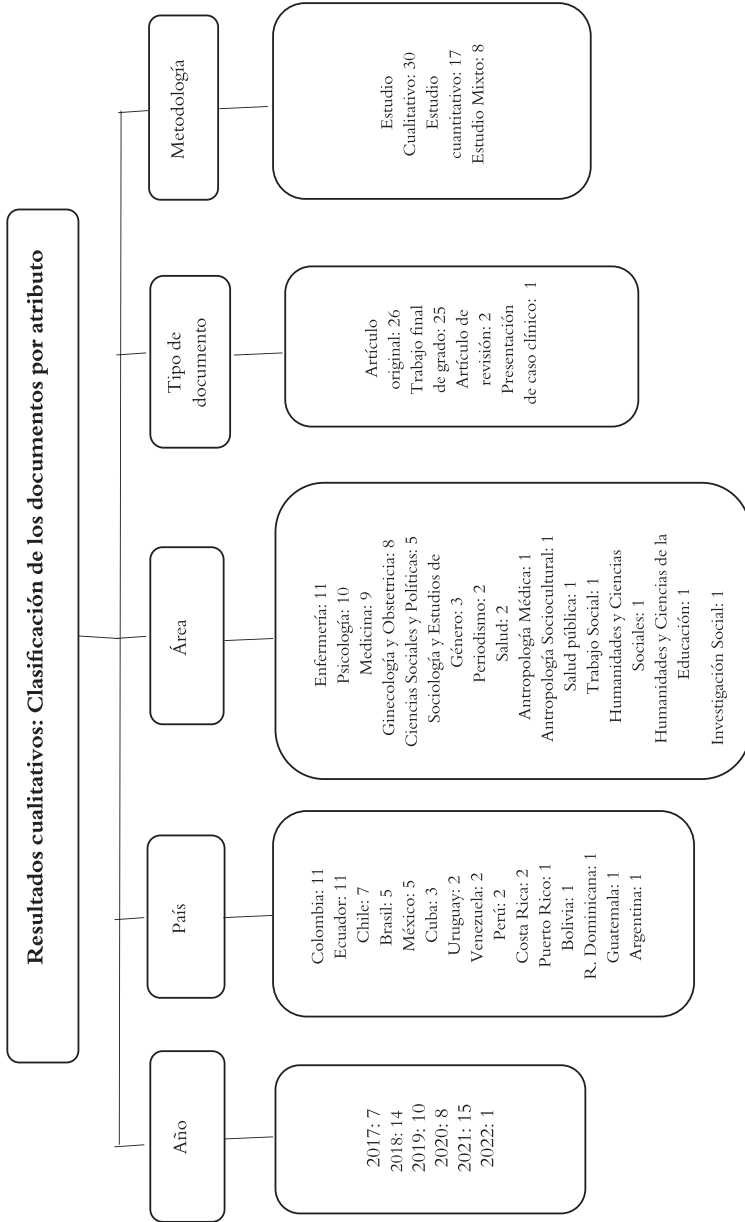 Resultados cualitativos: Clasificación de los documentos por atributo
Año
2017: 7
2018: 14
2019: 10
2020: 8
2021: 15
2022: 1
País
Colombia: 11
Ecuador: 11
Chile: 7
Brasil: 5
México: 5
Cuba: 3
Uruguay: 2
Venezuela: 2
Perú: 2
Costa Rica: 2
Puerto Rico: 1
Bolivia: 1
R. Dominicana: 1
Guatemala: 1
Argentina: 1
Área
Enfermería: 11
Psicología: 10
Medicina: 9
Ginecología y Obstetricia: 8
Ciencias Sociales y Políticas: 5
Sociología y Estudios de
Género: 3
Periodismo: 2
Salud: 2
Antropología Médica: 1
Antropología Sociocultural: 1
Salud pública: 1
Trabajo Social: 1
Humanidades y Ciencias
Sociales: 1
Humanidades y Ciencias de la
Educación: 1
Investigación Social: 1
Tipo de
documento
Artículo
original: 26
Trabajo final
de grado: 25
Artículo de
revisión: 2
Presentación
de caso clínico: 1
Metodología
Estudio
Cualitativo: 30
Estudio
cuantitativo: 17
Estudio Mixto: 8